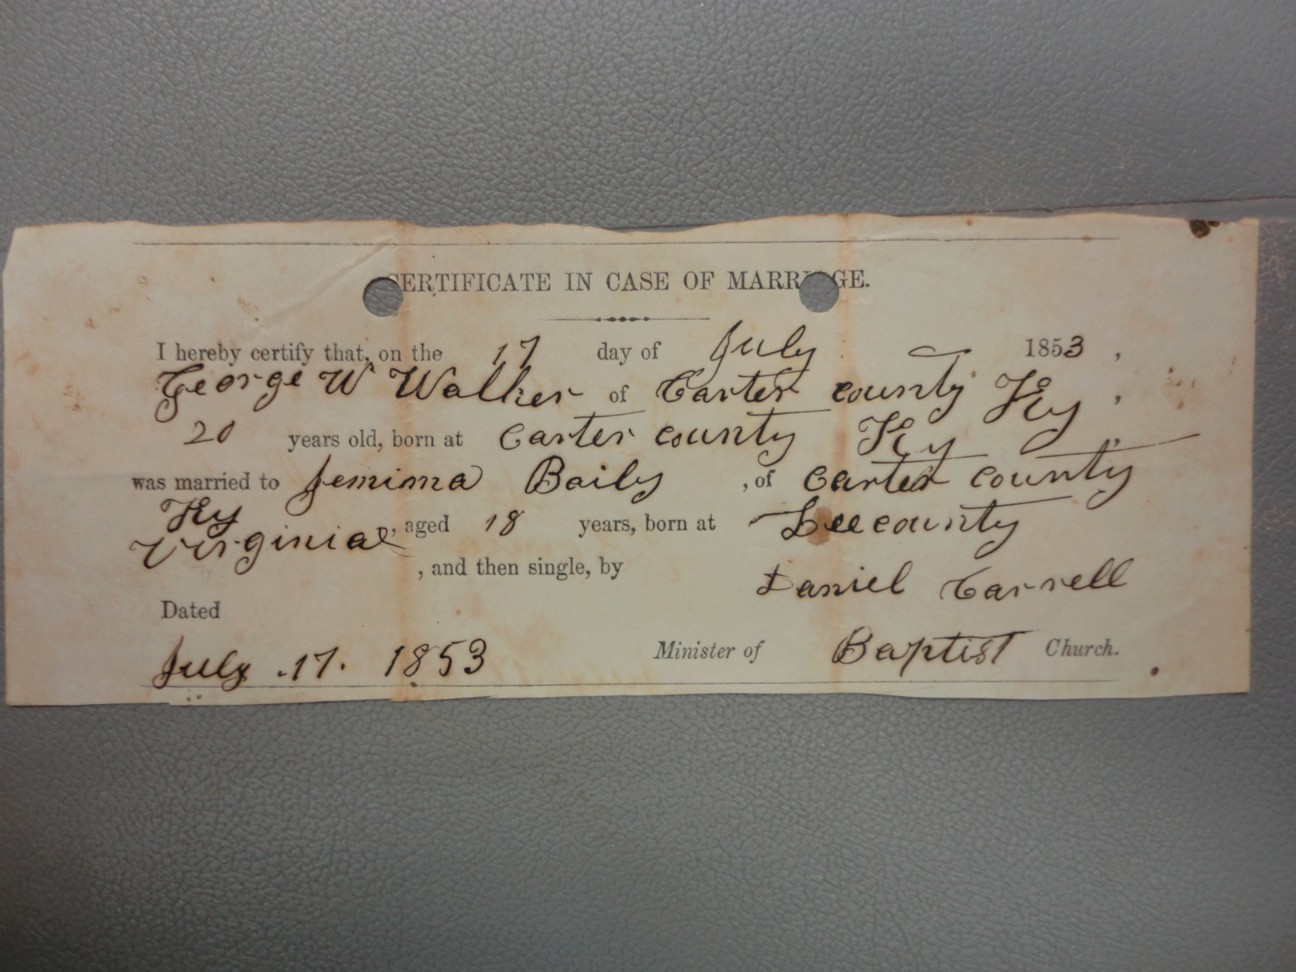 CERTIFICATE IN CASE OF MARRIAGE.
I hereby certify that, on the 17 day of July 1853,
George W Walker of Carter county Ky,
20 years old, born at Carter county Ky,
was married to Jemima Baily, of Carter county
Ky, aged 18 years, born at Lee county
Virginia, and then single, by Daniel Carrell
Dated
July .17. 1853 Minister of Baptist Church.